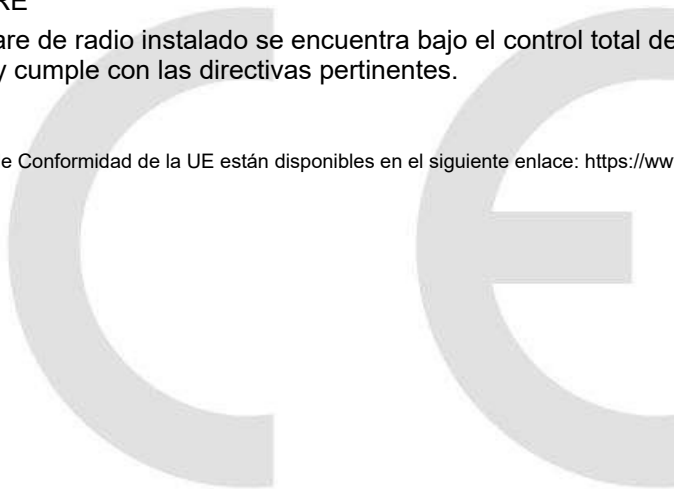 RE
are de radio instalado se encuentra bajo el control total de
y cumple con las directivas pertinentes.
e Conformidad de la UE están disponibles en el siguiente enlace: https://ww
CE